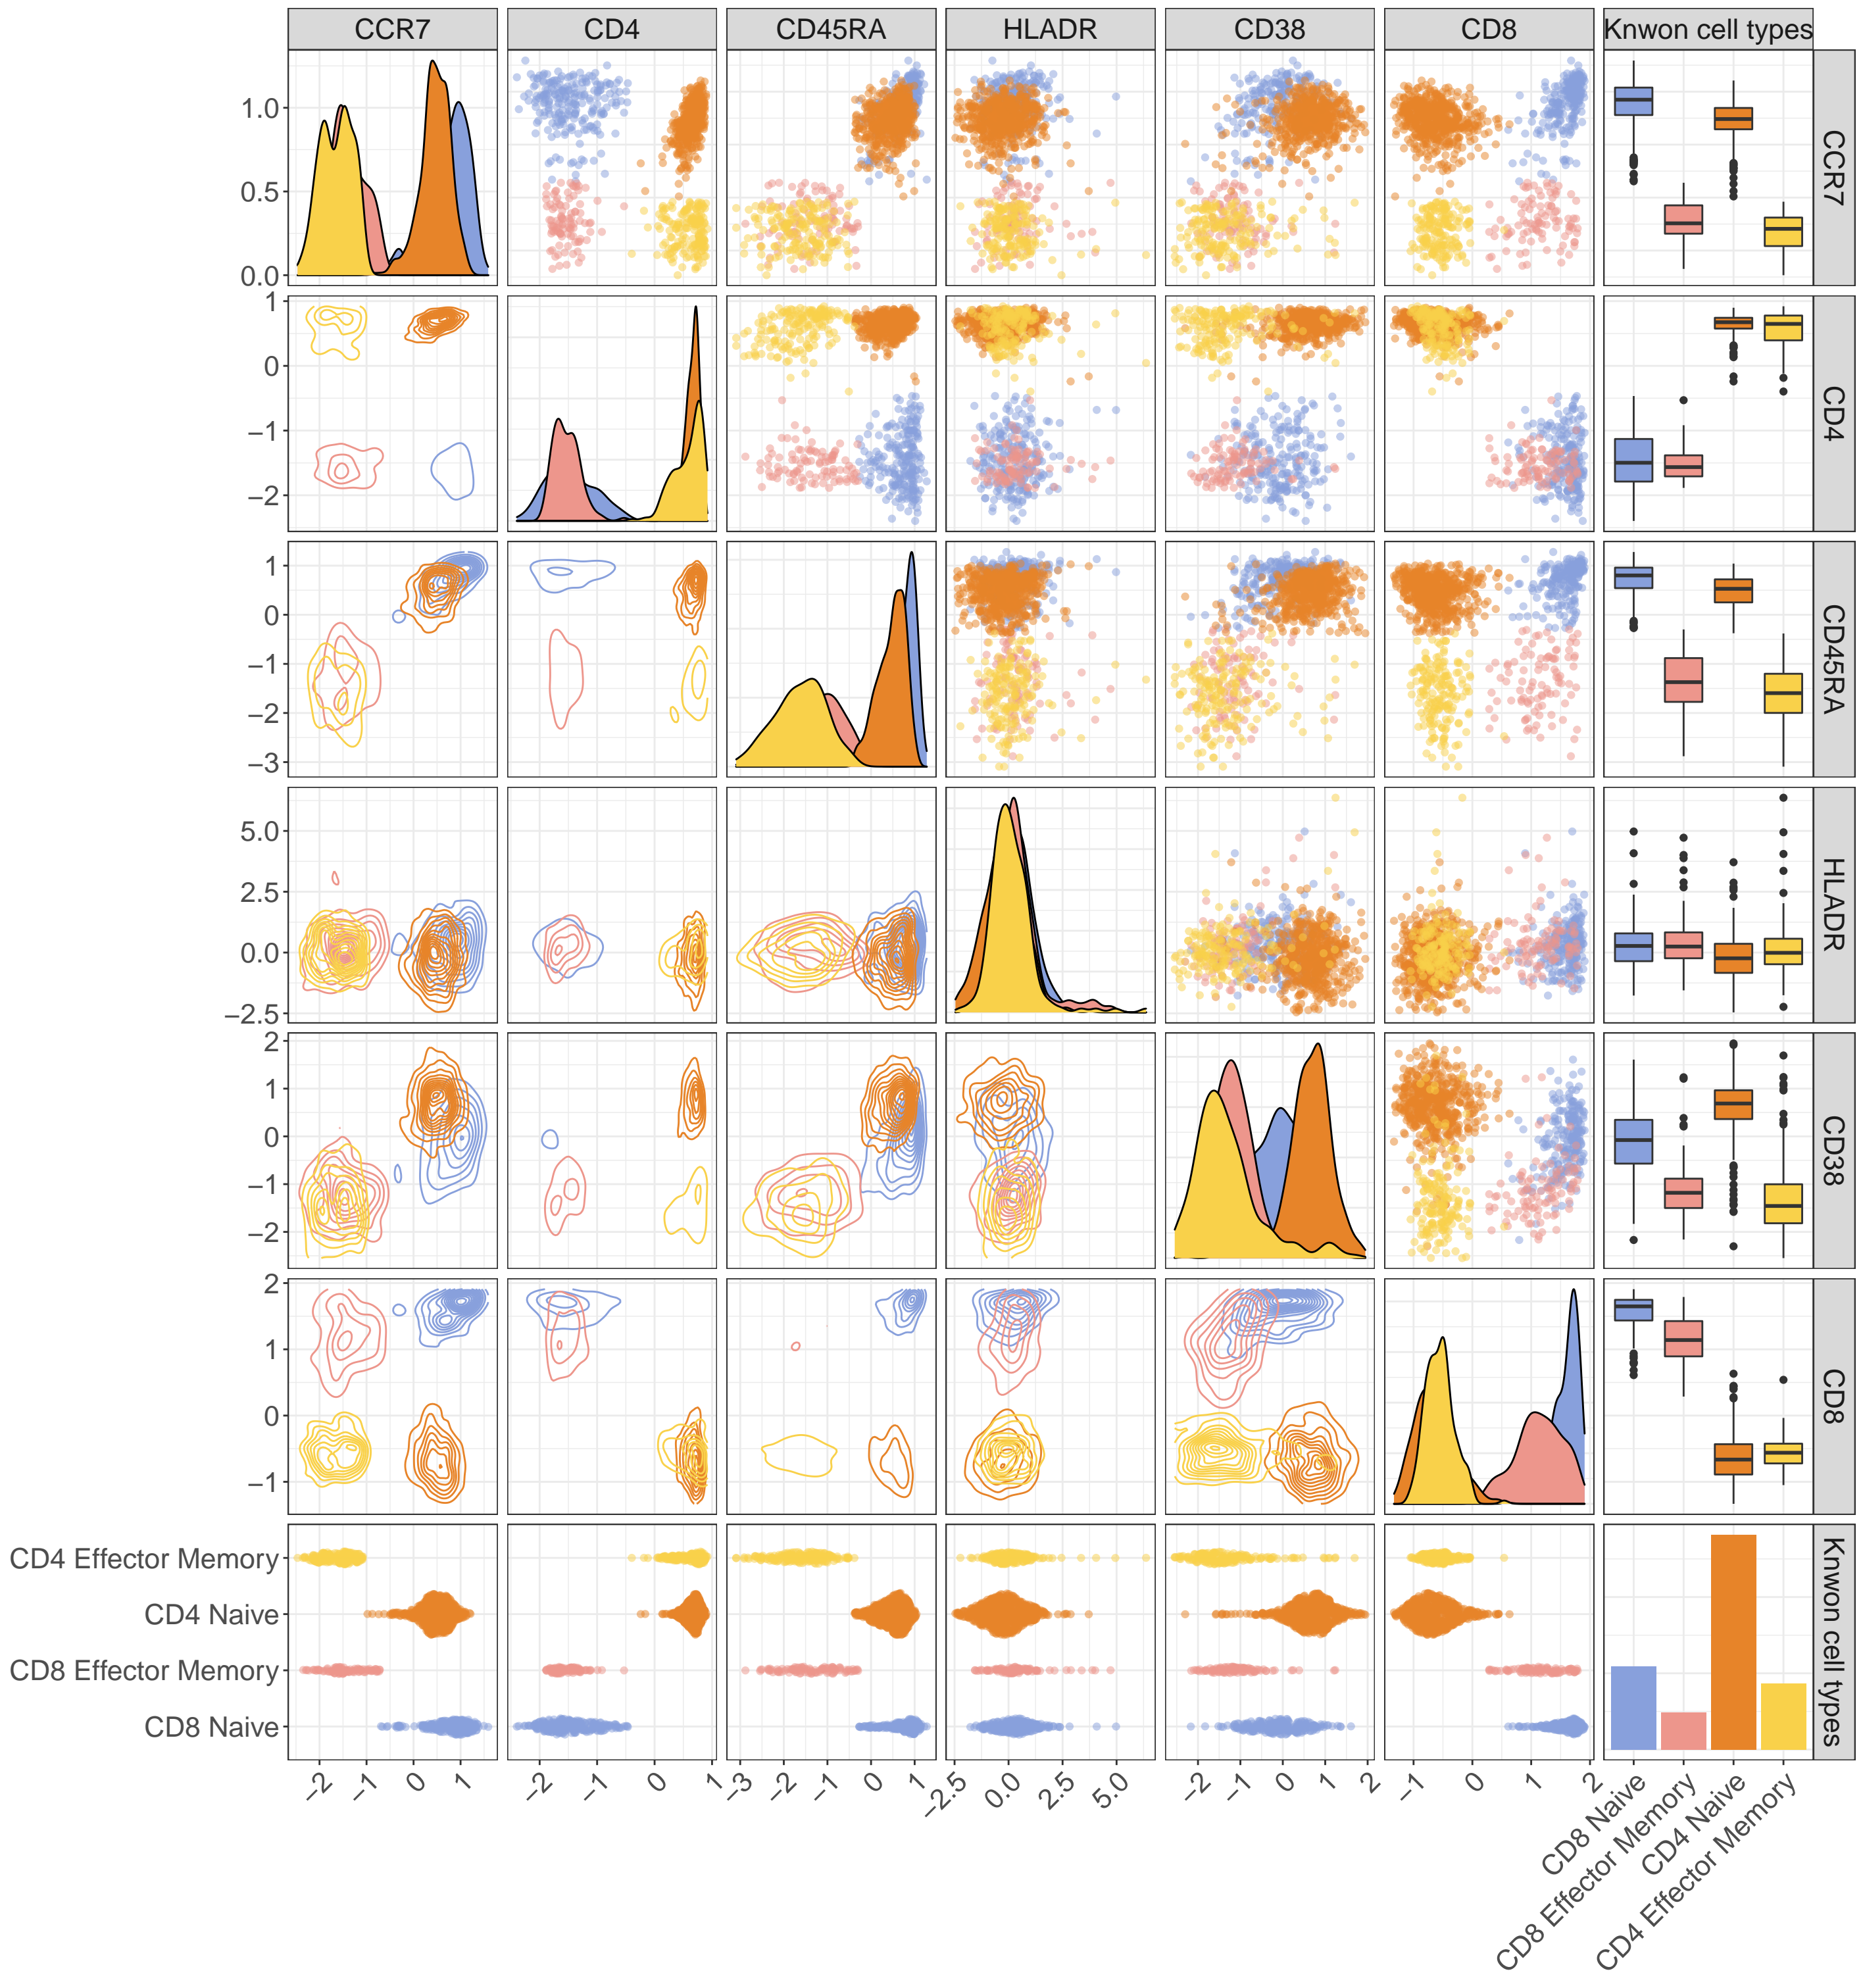 CCR7 CD4 CD45RA HLADR CD38 CD8 Knwon cell types
1.0
0.5
0.0
CCR7
1
0
−1
−2
CD4
1
0
−1
−2
−3
CD45RA
5.0
2.5
0.0
−2.5
HLADR
2
1
0
−1
−2
CD38
2
1
0
−1
CD8
CD4 Effector Memory
CD4 Naive
CD8 Effector Memory
CD8 Naive
Knwon cell types
−2 −1 0 1 −2 −1 0 1 −3 −2 −1 0 1 −2.5 0.0 2.5 5.0 −2 −1 0 1 2 −1 0 1 2
CD8 Naive
CD8 Effector Memory
CD4 Naive
CD4 Effector Memory